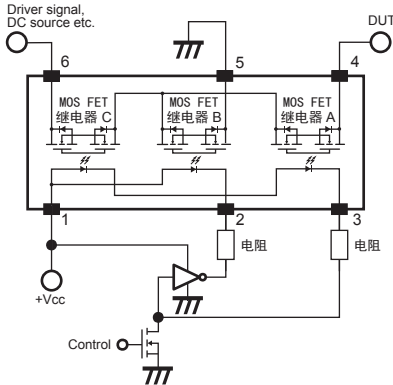 Driver signal,
DC source etc.
DUT
6
5
4
MOS FET
继电器 C
MOS FET
继电器 B
MOS FET
继电器 A
1
2
3
电阻
电阻
+Vcc
Control